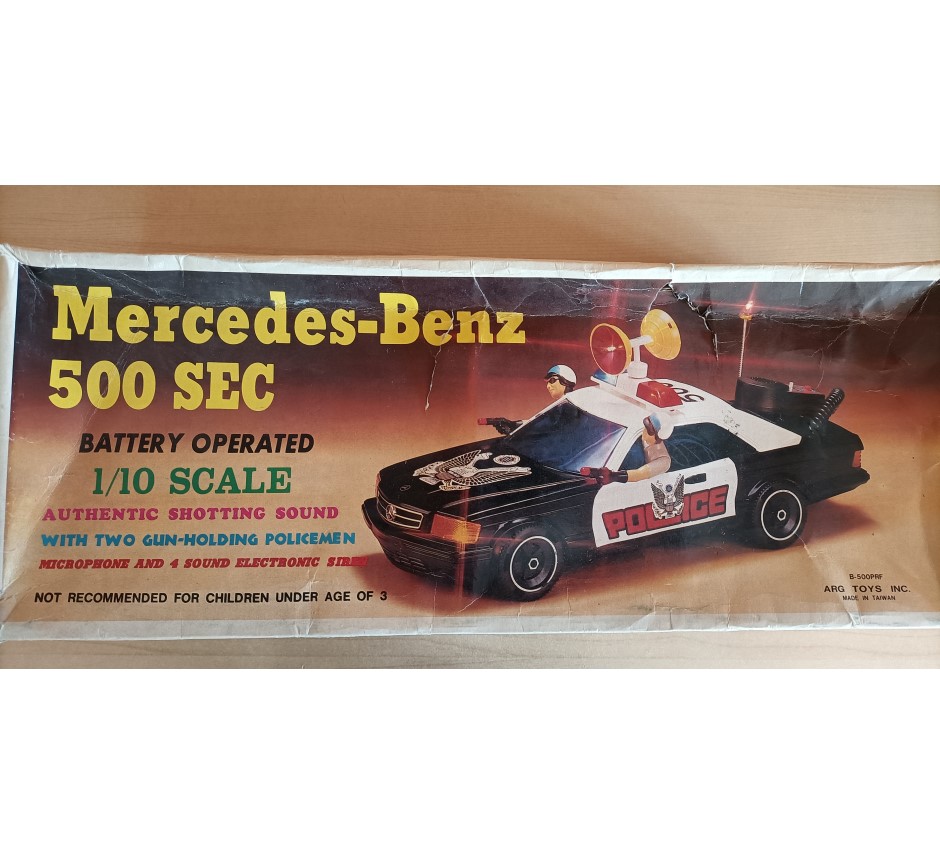 Mercedes-Benz
500 SEC
BATTERY OPERATED
1/10 SCALE
AUTHENTIC SHOTTING SOUND
WITH TWO GUN-HOLDING POLICEMEN
MICROPHONE AND 4 SOUND ELECTRONIC SIREN
NOT RECOMMENDED FOR CHILDREN UNDER AGE OF 3
500
POLICE
B-500PRF
ARG TOYS INC.
MADE IN TAIWAN